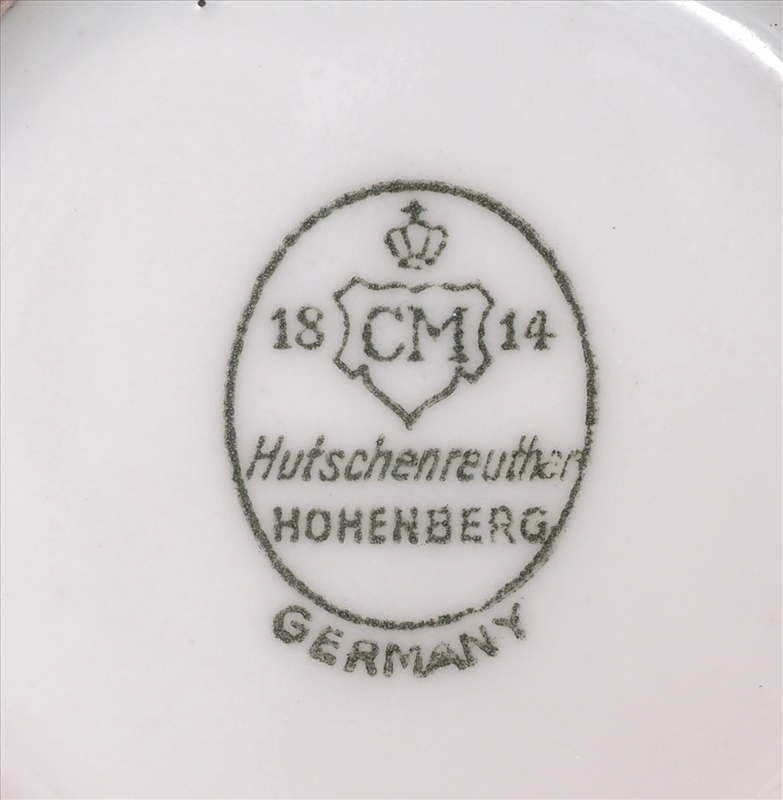 18 CM 14
Hutschenreuther
HOHENBERG
GERMANY